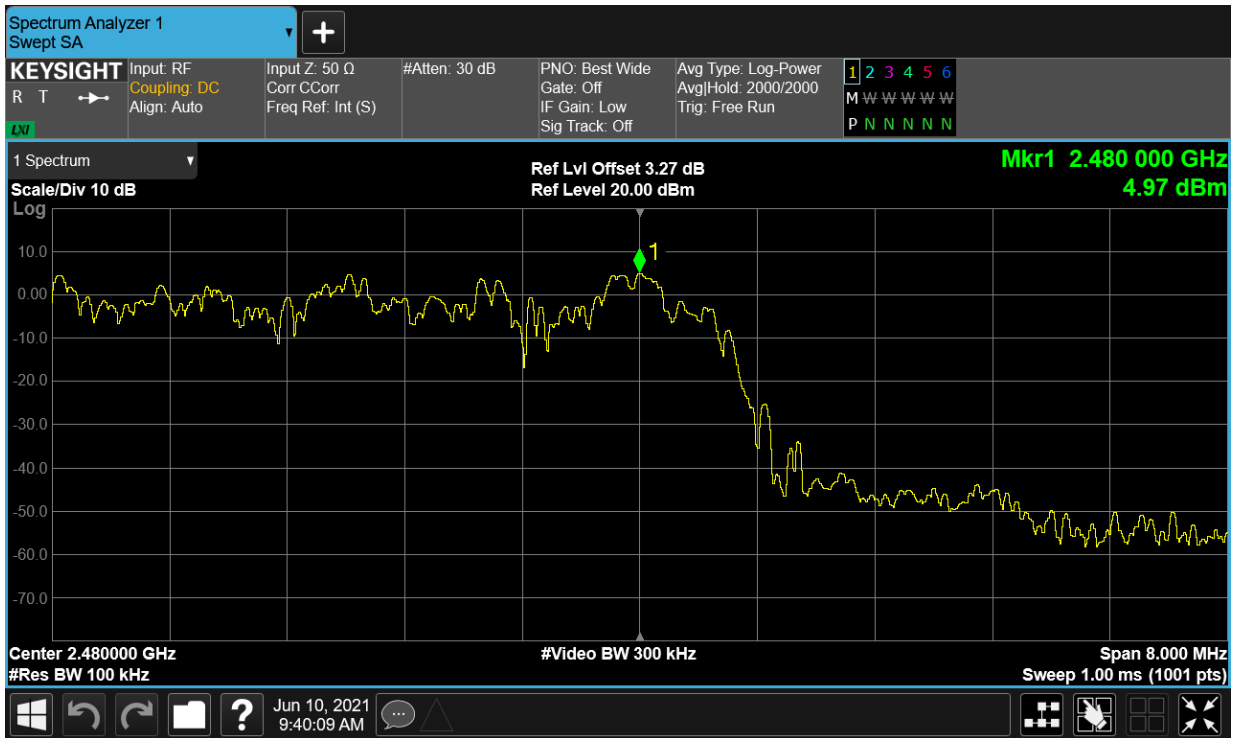 Spectrum Analyzer 1
Swept SA
KEYSIGHT
R T
LXI
Input: RF
Coupling: DC
Align: Auto
Input Z: 50 Ω
Corr CCorr
Freq Ref: Int (S)
#Atten: 30 dB
PNO: Best Wide
Gate: Off
IF Gain: Low
Sig Track: Off
Avg Type: Log-Power
Avg|Hold: 2000/2000
Trig: Free Run
1 2 3 4 5 6
M W W W W W
P N N N N N
1 Spectrum
Scale/Div 10 dB
Log
Ref Lvl Offset 3.27 dB
Ref Level 20.00 dBm
Mkr1 2.480 000 GHz
4.97 dBm
1
10.0
0.00
-10.0
-20.0
-30.0
-40.0
-50.0
-60.0
-70.0
Center 2.480000 GHz
#Video BW 300 kHz
Span 8.000 MHz
#Res BW 100 kHz
Sweep 1.00 ms (1001 pts)
?
Jun 10, 2021
9:40:09 AM